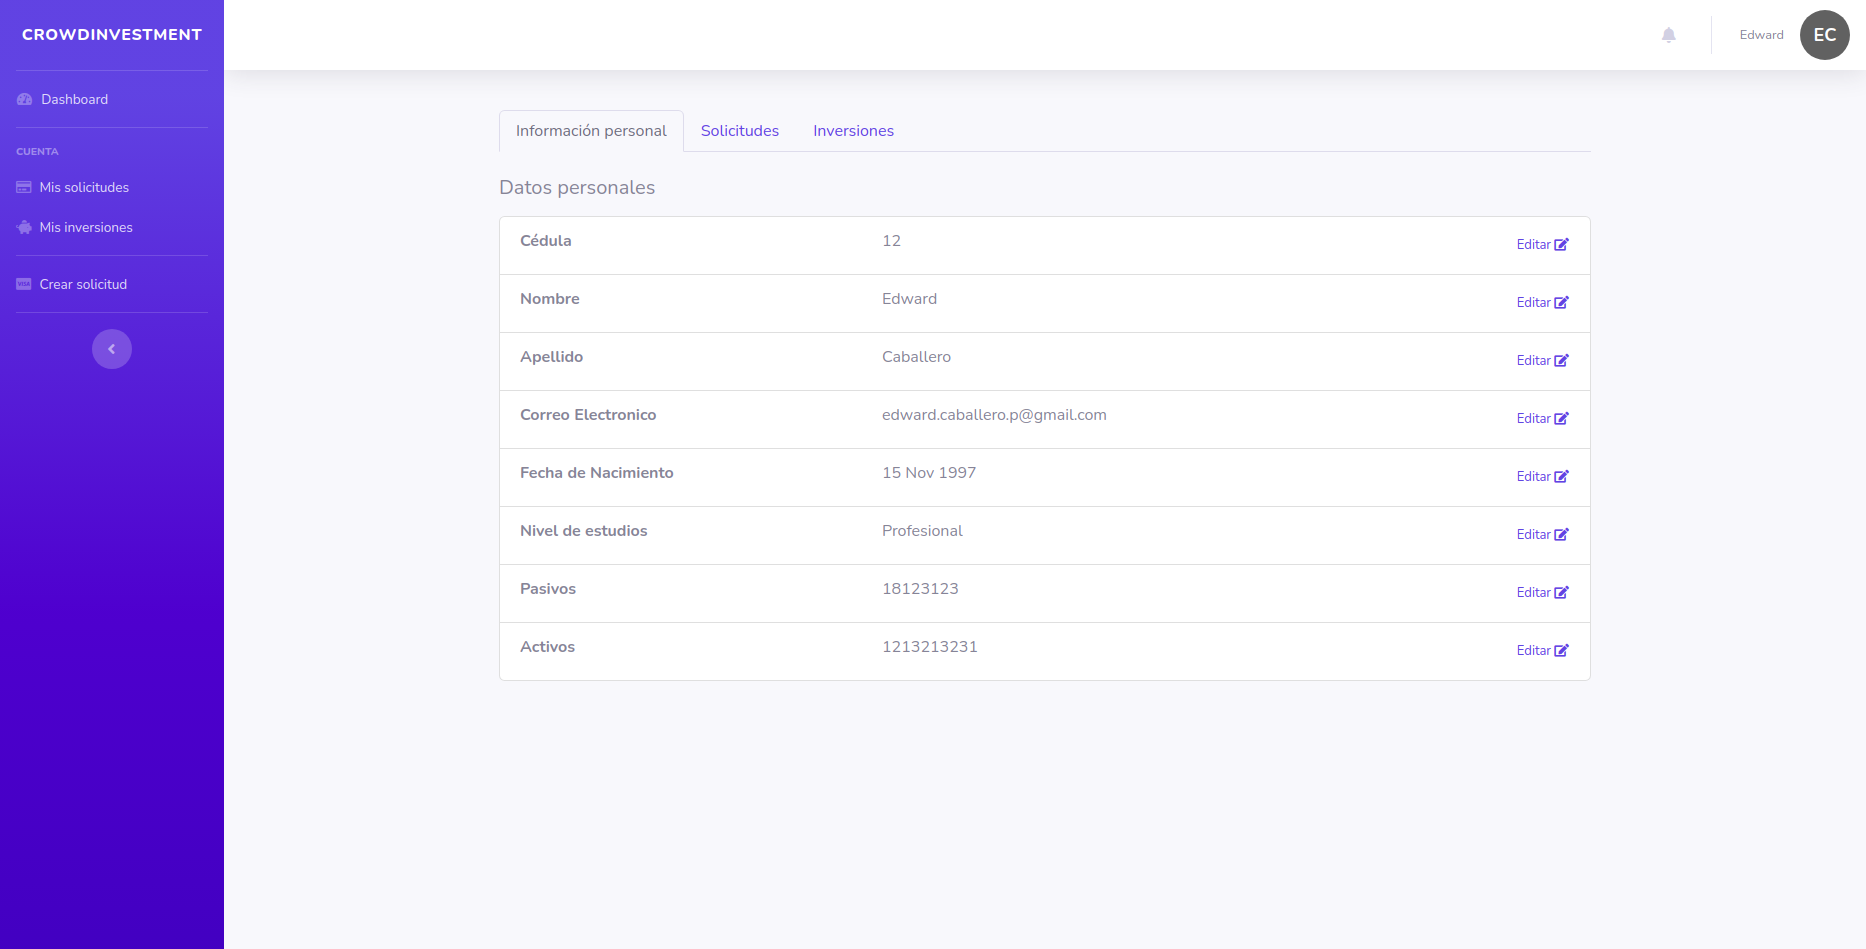 CROWDINVESTMENT
Dashboard
CUENTA
Mis solicitudes
Mis inversiones
Crear solicitud
Edward
EC
Información personal Solicitudes Inversiones
Datos personales
Cédula 12 Editar
Nombre Edward Editar
Apellido Caballero Editar
Correo Electronico edward.caballero.p@gmail.com Editar
Fecha de Nacimiento 15 Nov 1997 Editar
Nivel de estudios Profesional Editar
Pasivos 18123123 Editar
Activos 1213213231 Editar